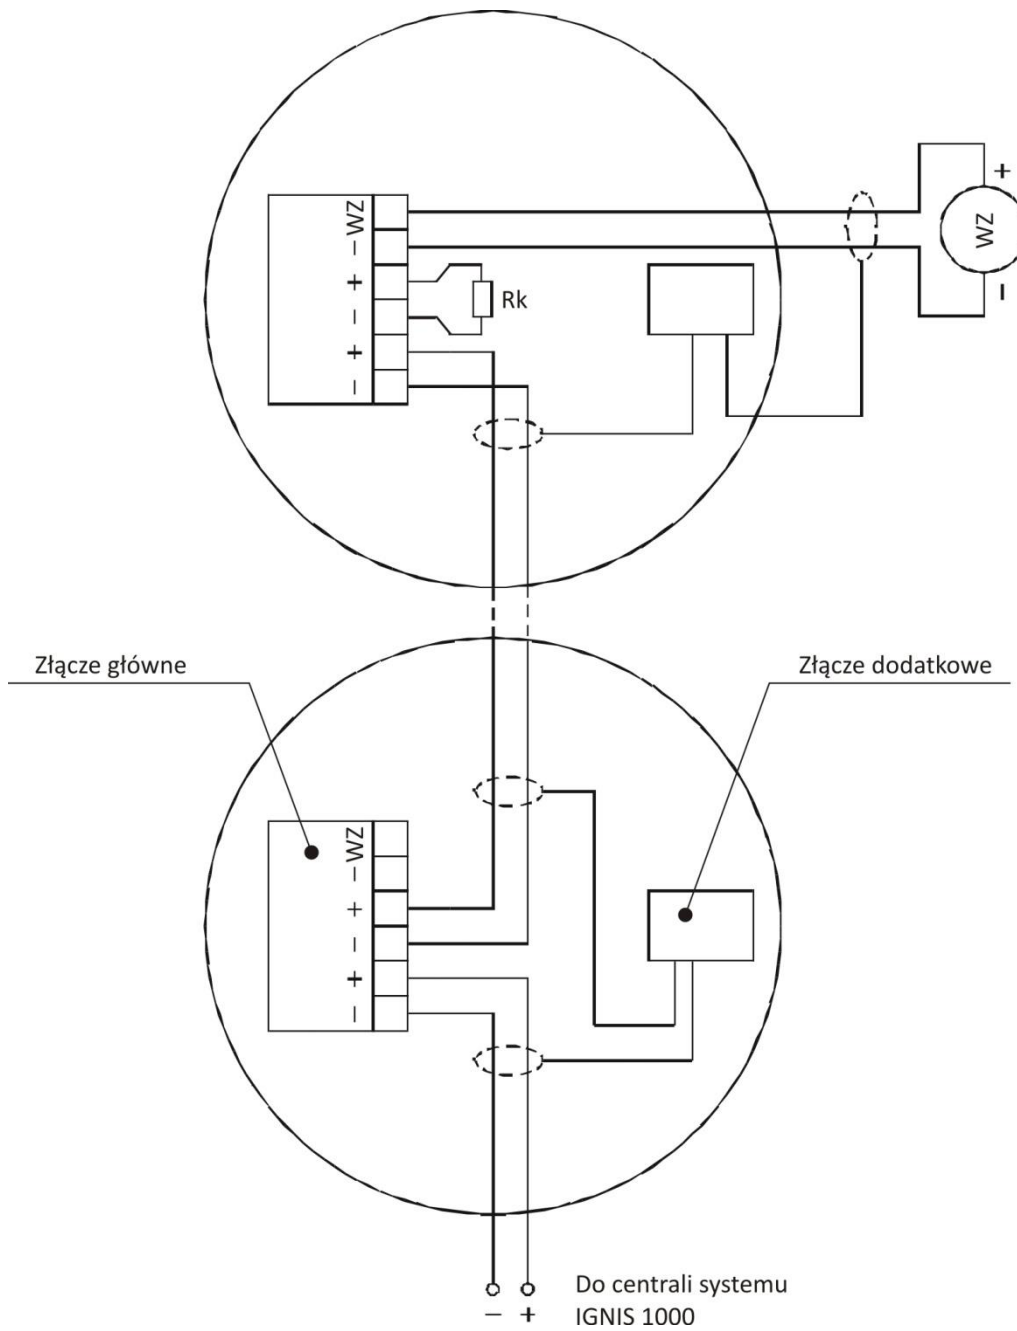 WZ
−
+
−
+
−
Rk
+
WZ
−
Złącze główne
Złącze dodatkowe
WZ
−
+
−
+
−
− +
Do centrali systemu
IGNIS 1000